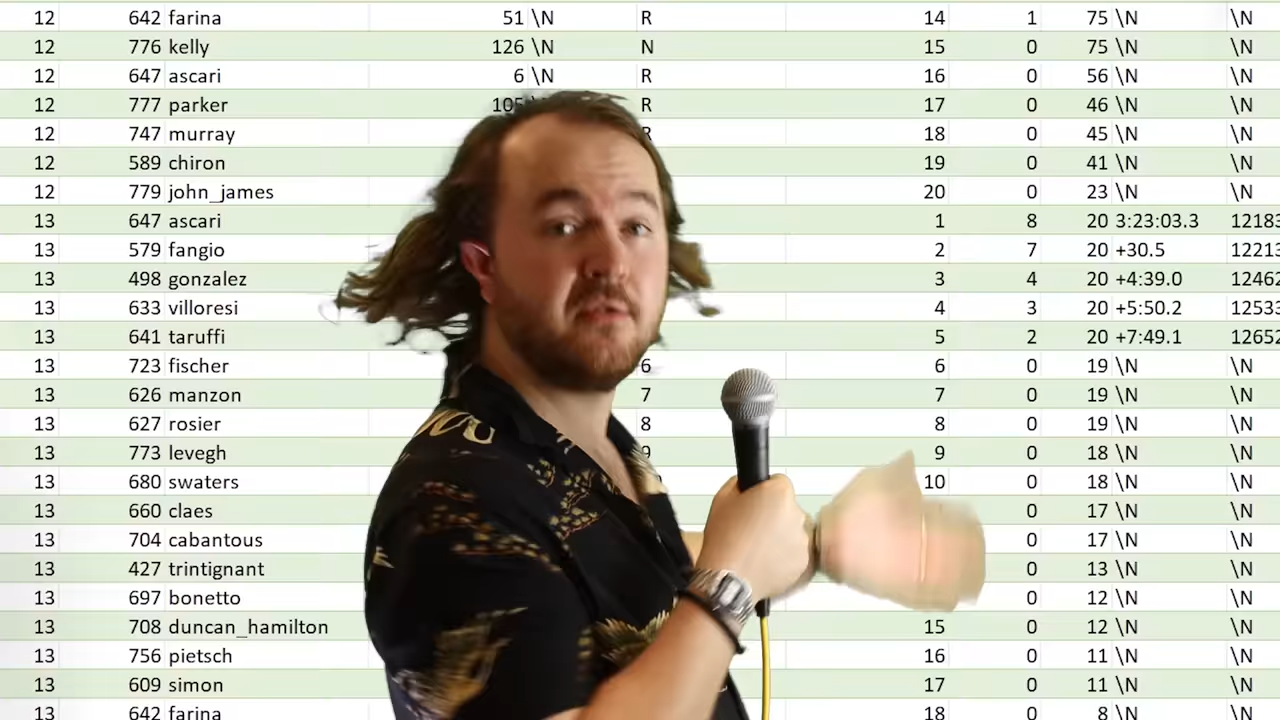 12 642 farina 51 \N R 14 1 75 \N \N
12 776 kelly 126 \N N 15 0 75 \N \N
12 647 ascari 6 \N R 16 0 56 \N \N
12 777 parker 105 R 17 0 46 \N \N
12 747 murray R 18 0 45 \N \N
12 589 chiron 19 0 41 \N \N
12 779 john_james 20 0 23 \N \N
13 647 ascari 1 8 20 3:23:03.3 12183
13 579 fangio 2 7 20 +30.5 12213
13 498 gonzalez 3 4 20 +4:39.0 12462
13 633 villoresi 4 3 20 +5:50.2 12533
13 641 taruffi 5 2 20 +7:49.1 12652
13 723 fischer 6 6 0 19 \N \N
13 626 manzon 7 7 0 19 \N \N
13 627 rosier 8 8 0 19 \N \N
13 773 levegh 9 9 0 18 \N \N
13 680 swaters 10 0 18 \N \N
13 660 claes 0 17 \N \N
13 704 cabantous 0 17 \N \N
13 427 trintignant 0 13 \N \N
13 697 bonetto 0 12 \N \N
13 708 duncan_hamilton 15 0 12 \N \N
13 756 pietsch 16 0 11 \N \N
13 609 simon 17 0 11 \N \N
13 642 farina 18 0 8 \N \N